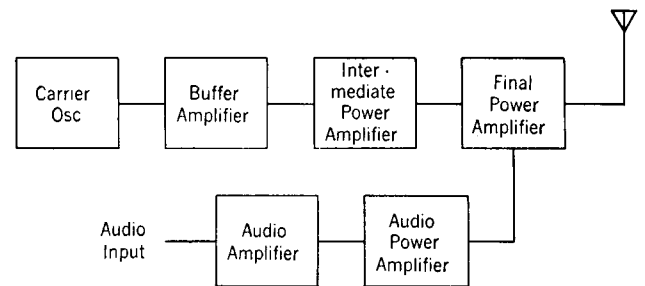 Carrier
Osc
Buffer
Amplifier
Inter-
mediate
Power
Amplifier
Final
Power
Amplifier
Audio
Input
Audio
Amplifier
Audio
Power
Amplifier